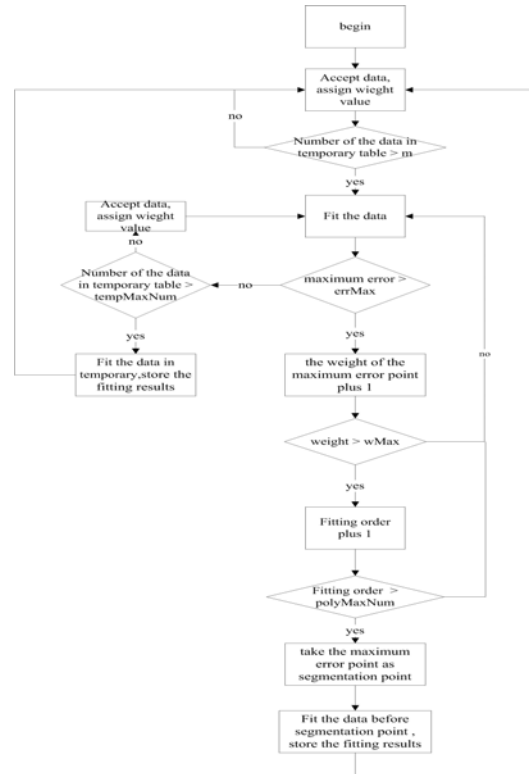 begin
Accept data,
assign wieght
value
no
Number of the data in
temporary table > m
yes
Accept data,
assign wieght
value
Fit the data
no
Number of the data
in temporary table >
tempMaxNum
no
maximum error >
errMax
yes
yes
Fit the data in
temporary,store the
fitting results
the weight of the
maximum error point
plus 1
no
weight > wMax
yes
Fitting order
plus 1
Fitting order >
polyMaxNum
yes
take the maximum
error point as
segmentation point
Fit the data before
segmentation point ,
store the fitting results